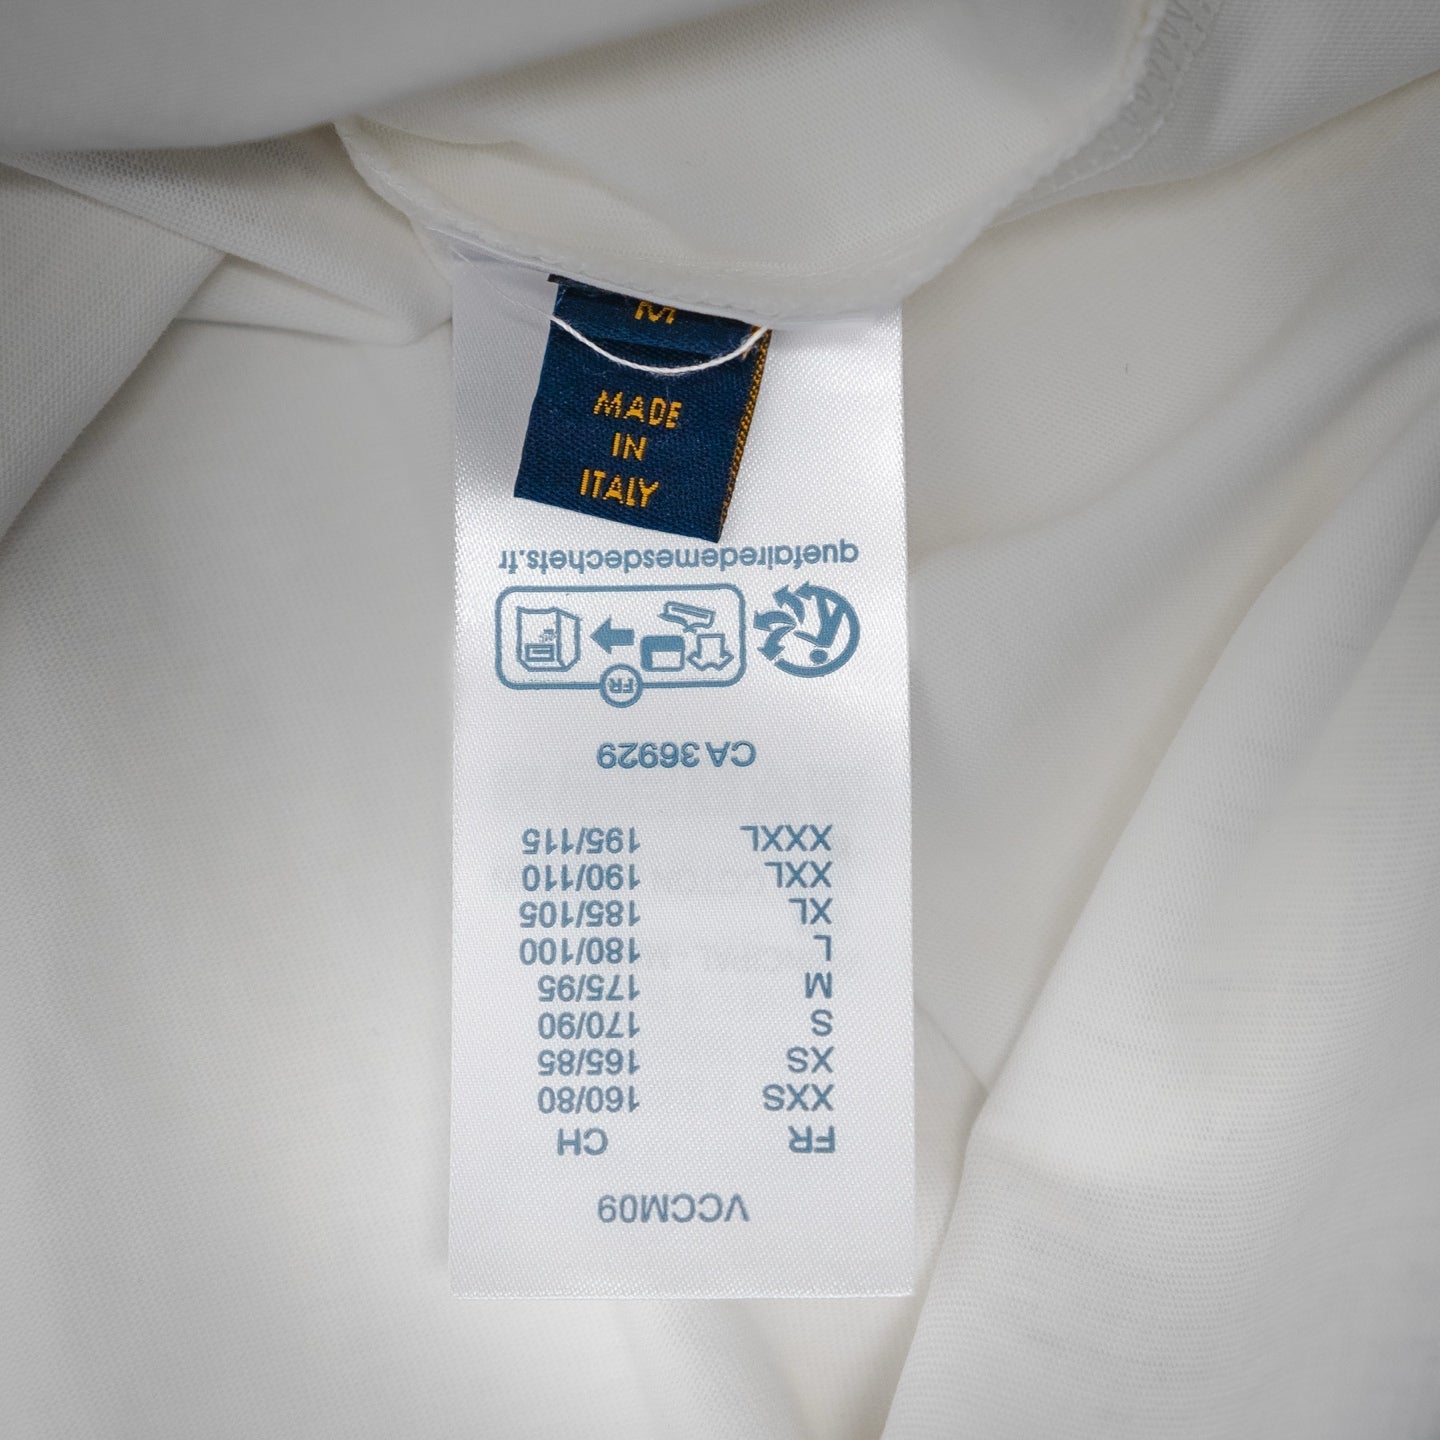 M
MADE
IN
ITALY
VCCM09
FR CH
XXS 160/80
XS 165/85
S 170/90
M 175/95
L 180/100
XL 185/105
XXL 190/110
XXXL 195/115
CA 36929
FR
quefairedemesdechets.fr